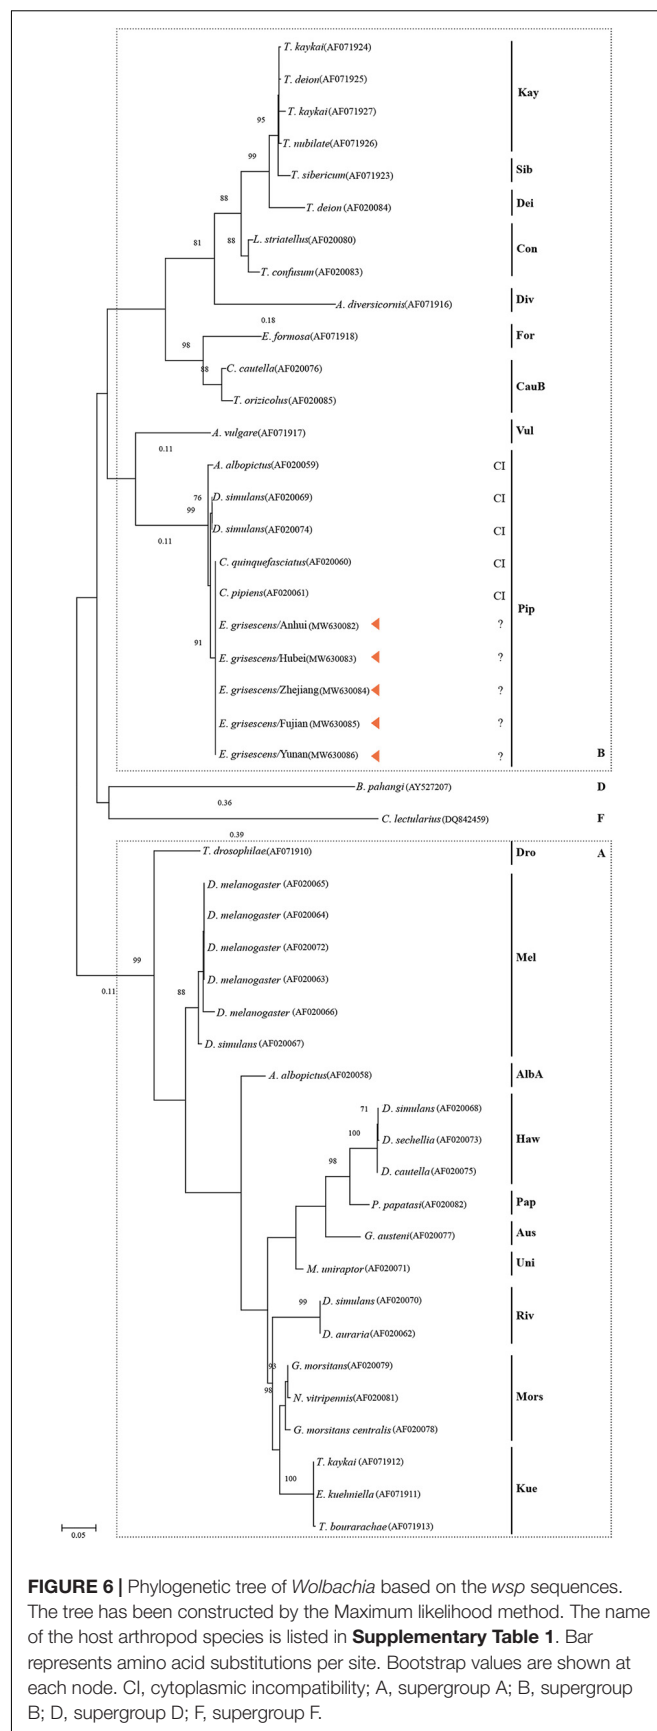 T. kaykai(AF071924)
T. deion(AF071925)
Kay
T. kaykai(AF071927)
95
T. nubilate(AF071926)
99
T. sibericum(AF071923)
Sib
88
T. deion(AF020084)
Dei
81
88
L. striatellus(AF020080)
Con
T. confusum(AF020083)
A. diversicornis(AF071916)
Div
0.18
E. formosa(AF071918)
For
98
88
C. cautella(AF020076)
CauB
T. orizicolus(AF020085)
A. vulgare(AF071917)
Vul
0.11
A. albopictus(AF020059)
CI
76
D. simulans(AF020069)
CI
99
D. simulans(AF020074)
CI
0.11
C. quinquefasciatus(AF020060)
CI
C. pipiens(AF020061)
CI
Pip
E. grisescens/Anhui(MW630082)
?
91
E. grisescens/Hubei(MW630083)
?
E. grisescens/Zhejiang(MW630084)
?
E. grisescens/Fujian(MW630085)
?
E. grisescens/Yunan(MW630086)
?
B
B. pahangi(AY527207)
D
0.36
C. lectularius(DQ842459)
F
0.39
T. drosophilae(AF071910)
Dro
A
D. melanogaster (AF020065)
D. melanogaster (AF020064)
D. melanogaster (AF020072)
Mel
99
D. melanogaster (AF020063)
0.11
88
D. melanogaster (AF020066)
D. simulans(AF020067)
A. albopictus(AF020058)
AlbA
71
D. simulans (AF020068)
100
D. sechellia(AF020073)
Haw
98
D. cautella(AF020075)
P. papatasi(AF020082)
Pap
G. austeni(AF020077)
Aus
M. uniraptor(AF020071)
Uni
99
D. simulans(AF020070)
Riv
D. auraria(AF020062)
93
G. morsitans(AF020079)
98
N. vitripennis(AF020081)
Mors
G. morsitans centralis(AF020078)
T. kaykai(AF071912)
100
E. kuehniella(AF071911)
Kue
T. bourarachae(AF071913)
0.05
FIGURE 6 | Phylogenetic tree of Wolbachia based on the wsp sequences.
The tree has been constructed by the Maximum likelihood method. The name
of the host arthropod species is listed in Supplementary Table 1. Bar
represents amino acid substitutions per site. Bootstrap values are shown at
each node. CI, cytoplasmic incompatibility; A, supergroup A; B, supergroup
B; D, supergroup D; F, supergroup F.